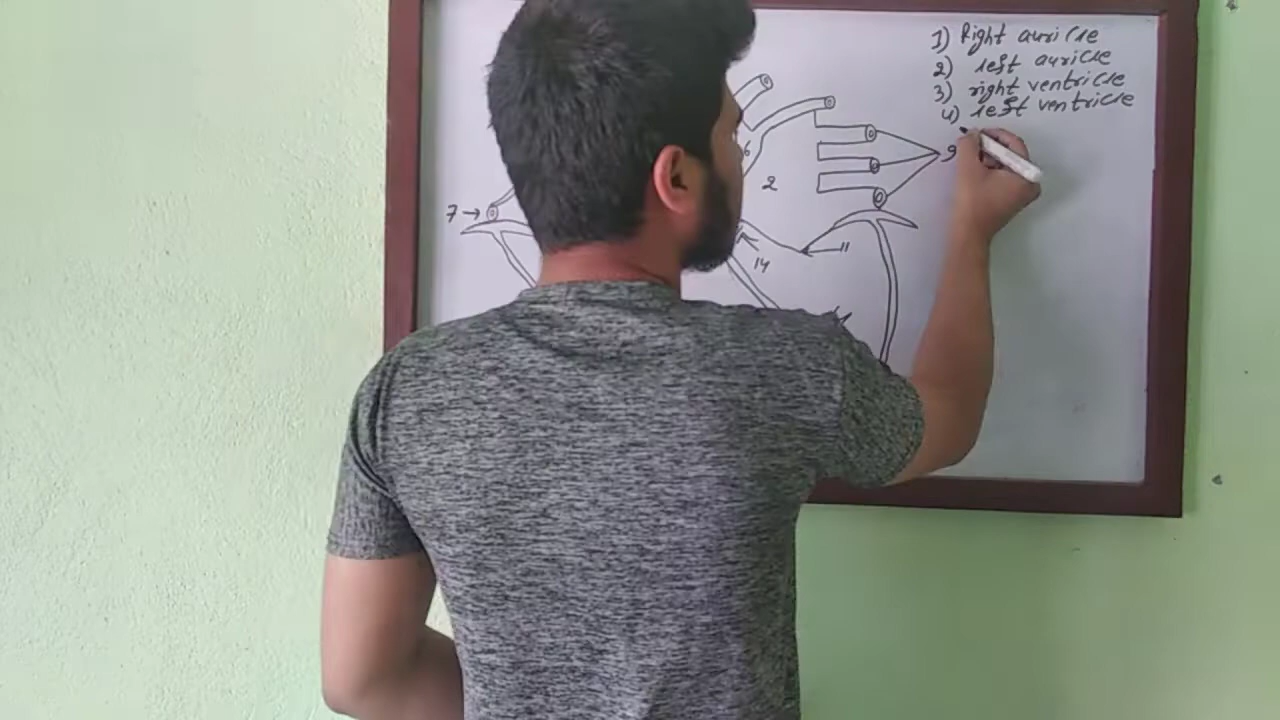 1) Right auricle
2) left auricle
3) right ventricle
4) left ventricle
6
9
2
7
11
14